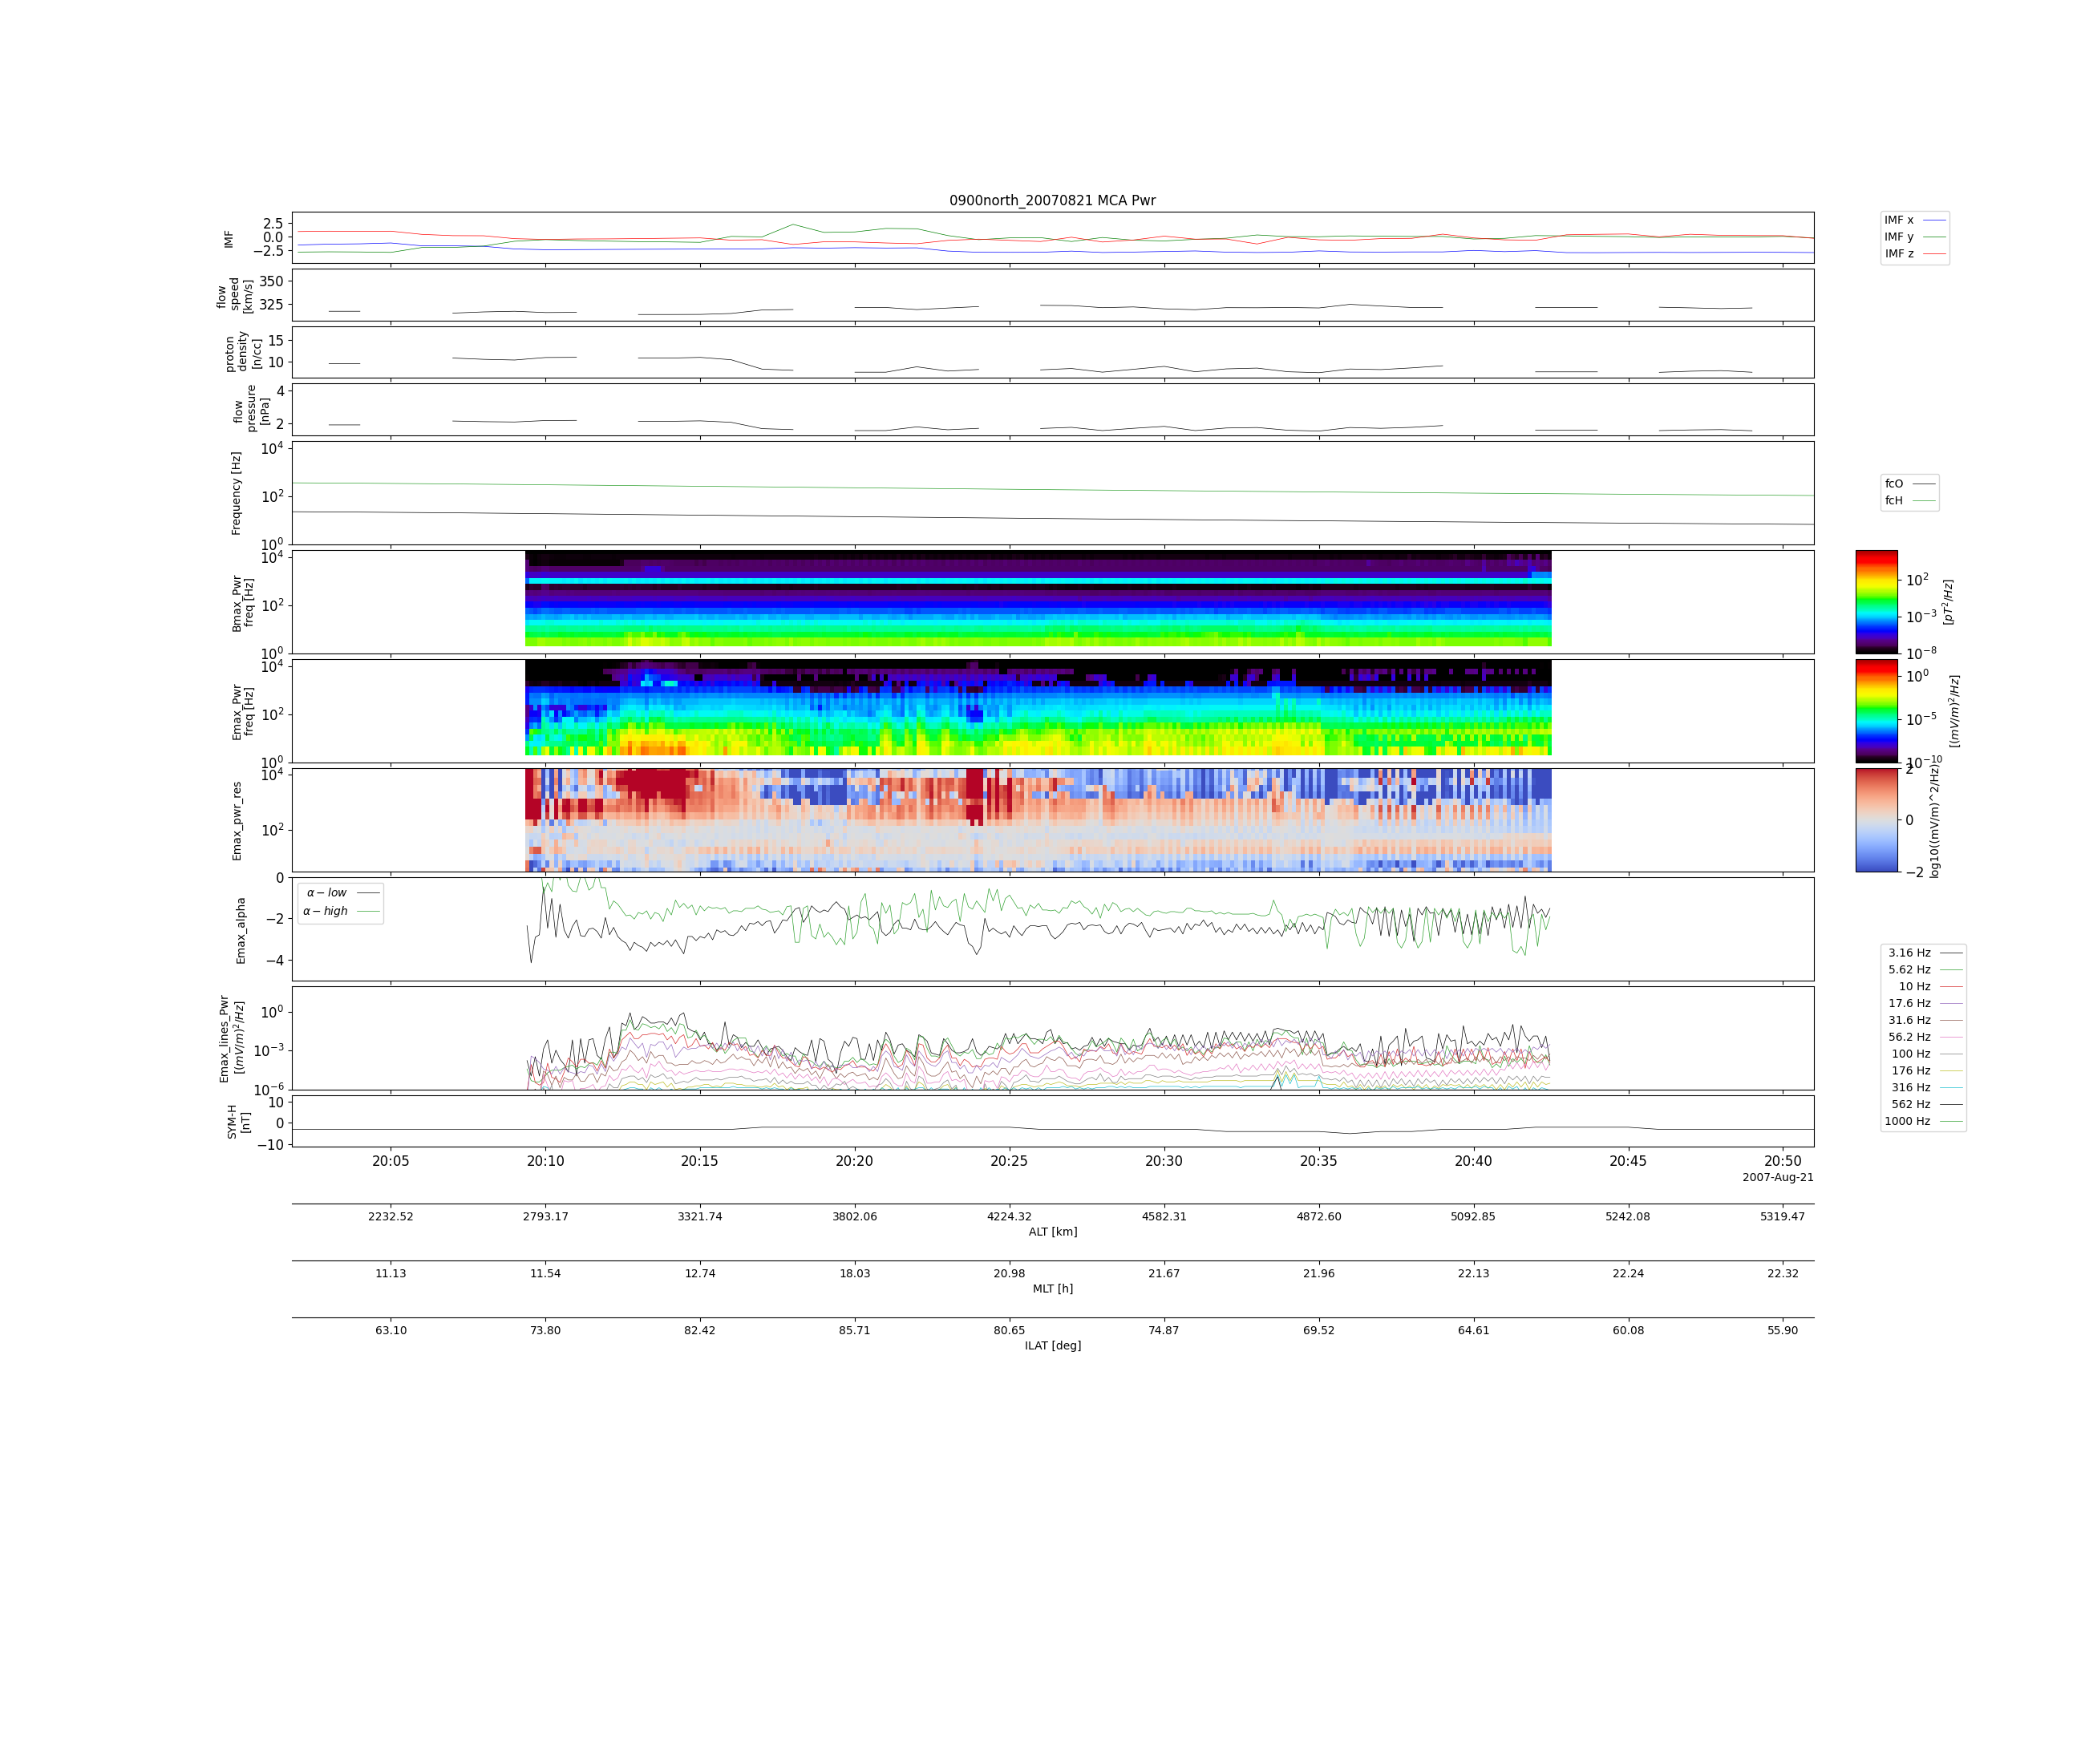 0900north_20070821 MCA Pwr
IMF
2.5
0.0
−2.5
IMF x
IMF y
IMF z
flow
speed
[km/s]
350
325
proton
density
[n/cc]
15
10
flow
pressure
[nPa]
4
2
Frequency [Hz]
10^4
10^2
10^0
fcO
fcH
Bmax_Pwr
freq [Hz]
10^4
10^2
10^0
10^2
10^−3
10^−8
[pT^2/Hz]
Emax_Pwr
freq [Hz]
10^4
10^2
10^0
10^0
10^−5
10^−10
[(mV/m)^2/Hz]
Emax_pwr_res
10^4
10^2
2
0
−2
log10((mV/m)^2/Hz)
Emax_alpha
0
−2
−4
α − low
α − high
Emax_lines_Pwr
[(mV/m)^2/Hz]
10^0
10^−3
10^−6
3.16 Hz
5.62 Hz
10 Hz
17.6 Hz
31.6 Hz
56.2 Hz
100 Hz
176 Hz
316 Hz
562 Hz
1000 Hz
SYM-H
[nT]
10
0
−10
20:05 20:10 20:15 20:20 20:25 20:30 20:35 20:40 20:45 20:50
2007-Aug-21
2232.52 2793.17 3321.74 3802.06 4224.32 4582.31 4872.60 5092.85 5242.08 5319.47
ALT [km]
11.13 11.54 12.74 18.03 20.98 21.67 21.96 22.13 22.24 22.32
MLT [h]
63.10 73.80 82.42 85.71 80.65 74.87 69.52 64.61 60.08 55.90
ILAT [deg]